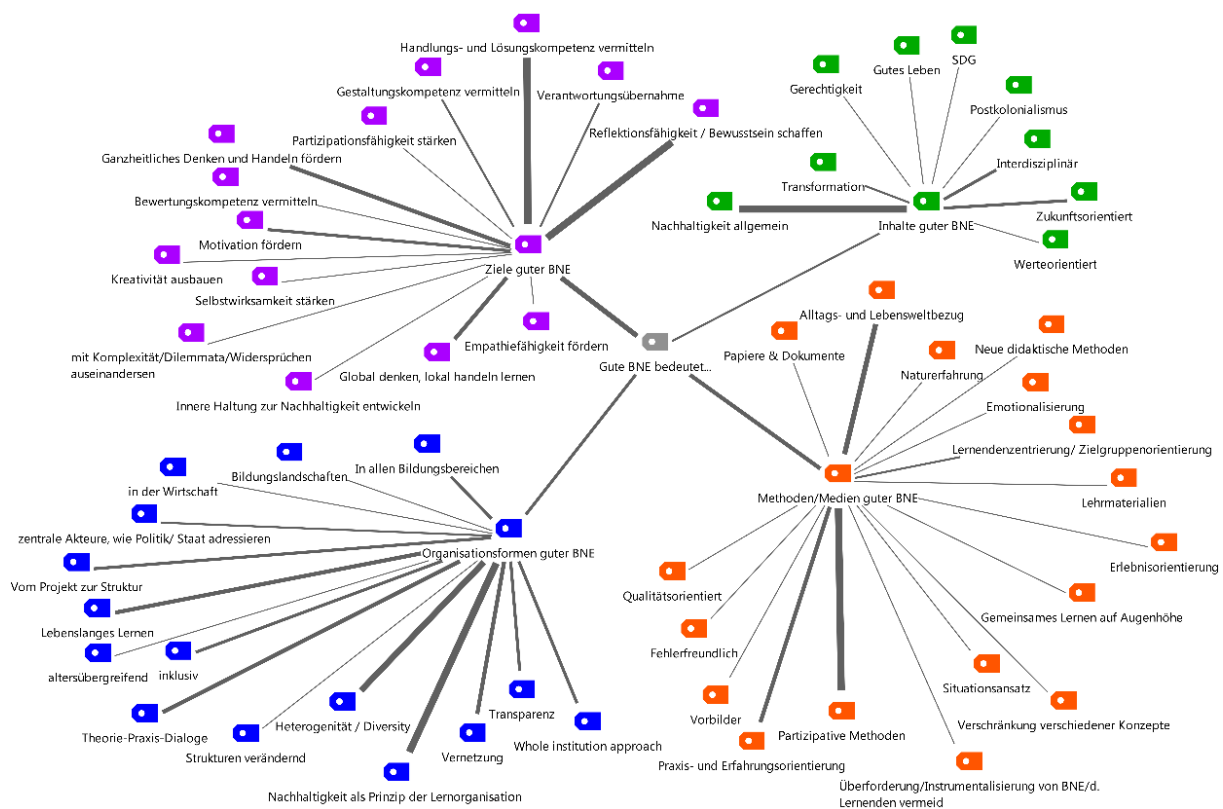 Handlungs- und Lösungskompetenz vermitteln
Gestaltungskompetenz vermitteln
Verantwortungsübernahme
Partizipationsfähigkeit stärken
Reflektionsfähigkeit / Bewusstsein schaffen
Ganzheitliches Denken und Handeln fördern
Bewertungskompetenz vermitteln
Motivation fördern
Kreativität ausbauen
Ziele guter BNE
Selbstwirksamkeit stärken
mit Komplexität/Dilemmata/Widersprüchen
auseinandersen
Empathiefähigkeit fördern
Global denken, lokal handeln lernen
Innere Haltung zur Nachhaltigkeit entwickeln
SDG
Gutes Leben
Gerechtigkeit
Postkolonialismus
Interdisziplinär
Transformation
Zukunftsorientiert
Nachhaltigkeit allgemein
Inhalte guter BNE
Werteorientiert
Gute BNE bedeutet...
Alltags- und Lebensweltbezug
Papiere & Dokumente
Neue didaktische Methoden
Naturerfahrung
Emotionalisierung
Lernendenzentrierung/ Zielgruppenorientierung
Methoden/Medien guter BNE
Lehrmaterialien
Erlebnisorientierung
Qualitätsorientiert
Gemeinsames Lernen auf Augenhöhe
Fehlerfreundlich
Situationsansatz
Vorbilder
Verschränkung verschiedener Konzepte
Partizipative Methoden
Praxis- und Erfahrungsorientierung
Überforderung/Instrumentalisierung von BNE/d.
Lernenden vermeid
In allen Bildungsbereichen
Bildungslandschaften
in der Wirtschaft
zentrale Akteure, wie Politik/ Staat adressieren
Organisationsformen guter BNE
Vom Projekt zur Struktur
Lebenslanges Lernen
altersübergreifend
inklusiv
Theorie-Praxis-Dialoge
Strukturen verändernd
Heterogenität / Diversity
Transparenz
Vernetzung
Whole institution approach
Nachhaltigkeit als Prinzip der Lernorganisation